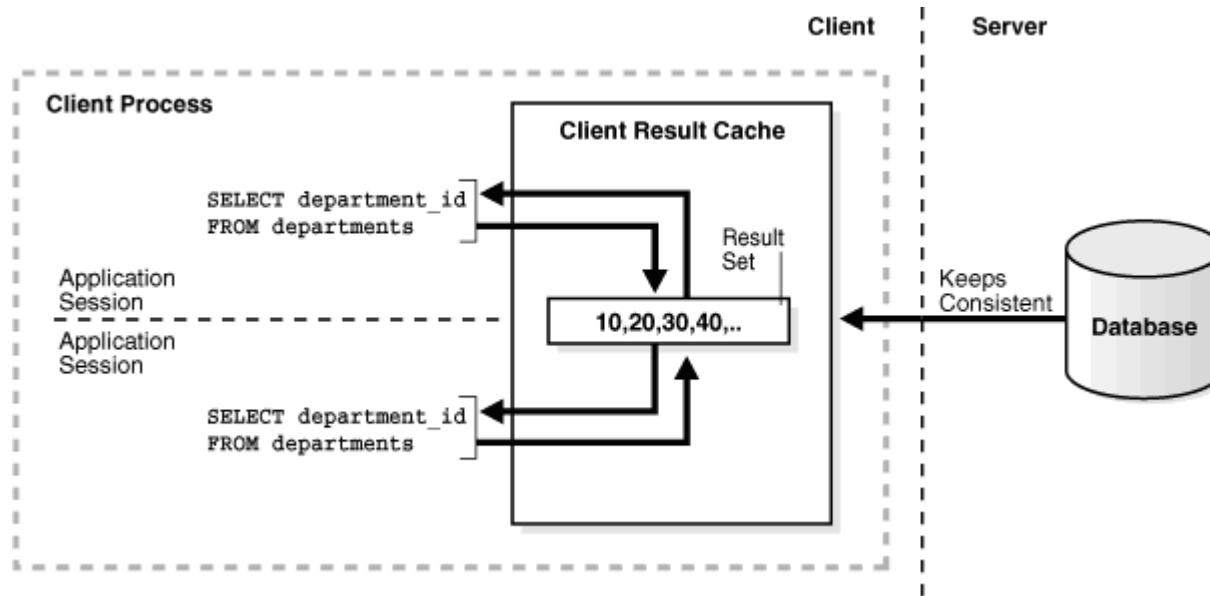 Client
Server
Client Process
Client Result Cache
SELECT department_id
FROM departments
Result
Set
Application
Session
Keeps
Consistent
10,20,30,40,..
Database
Application
Session
SELECT department_id
FROM departments